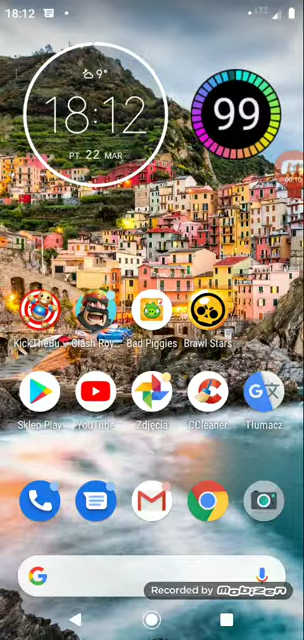 18:12
LTE
9°
18:12
PT. 22 MAR
99
KickTheBu
Clash Roy...
Bad Piggies
Brawl Stars
Sklep Play
YouTube
Zdjęcia
CCleaner
Tłumacz
Recorded by mobizen